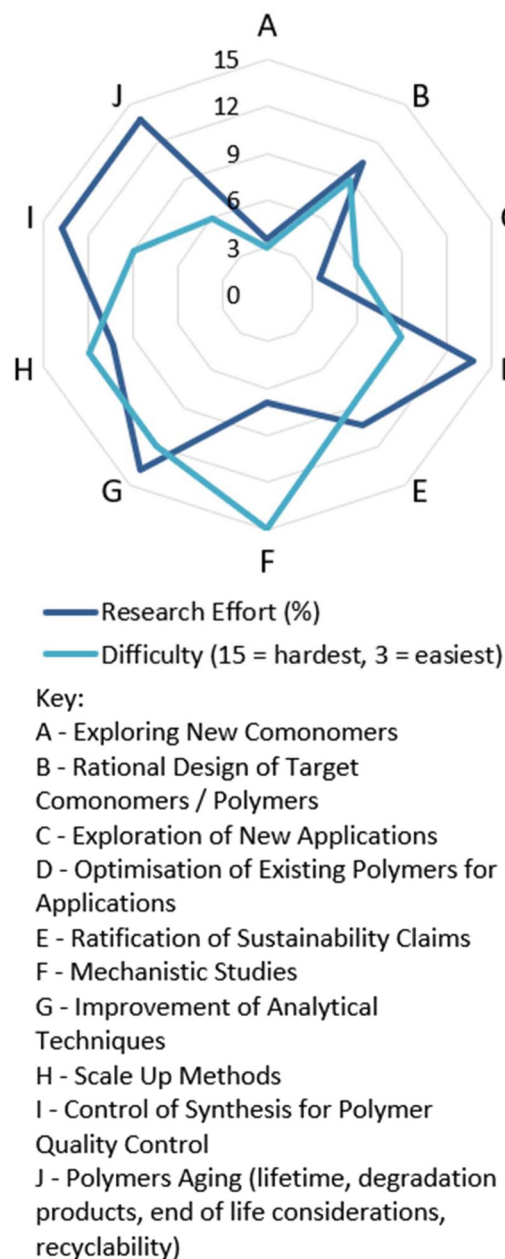 A
15
J
B
12
9
6
I
3
0
H
G
E
F
Research Effort (%)
Difficulty (15 = hardest, 3 = easiest)
Key:
A - Exploring New Comonomers
B - Rational Design of Target
Comonomers / Polymers
C - Exploration of New Applications
D - Optimisation of Existing Polymers for
Applications
E - Ratification of Sustainability Claims
F - Mechanistic Studies
G - Improvement of Analytical
Techniques
H - Scale Up Methods
I - Control of Synthesis for Polymer
Quality Control
J - Polymers Aging (lifetime, degradation
products, end of life considerations,
recyclability)